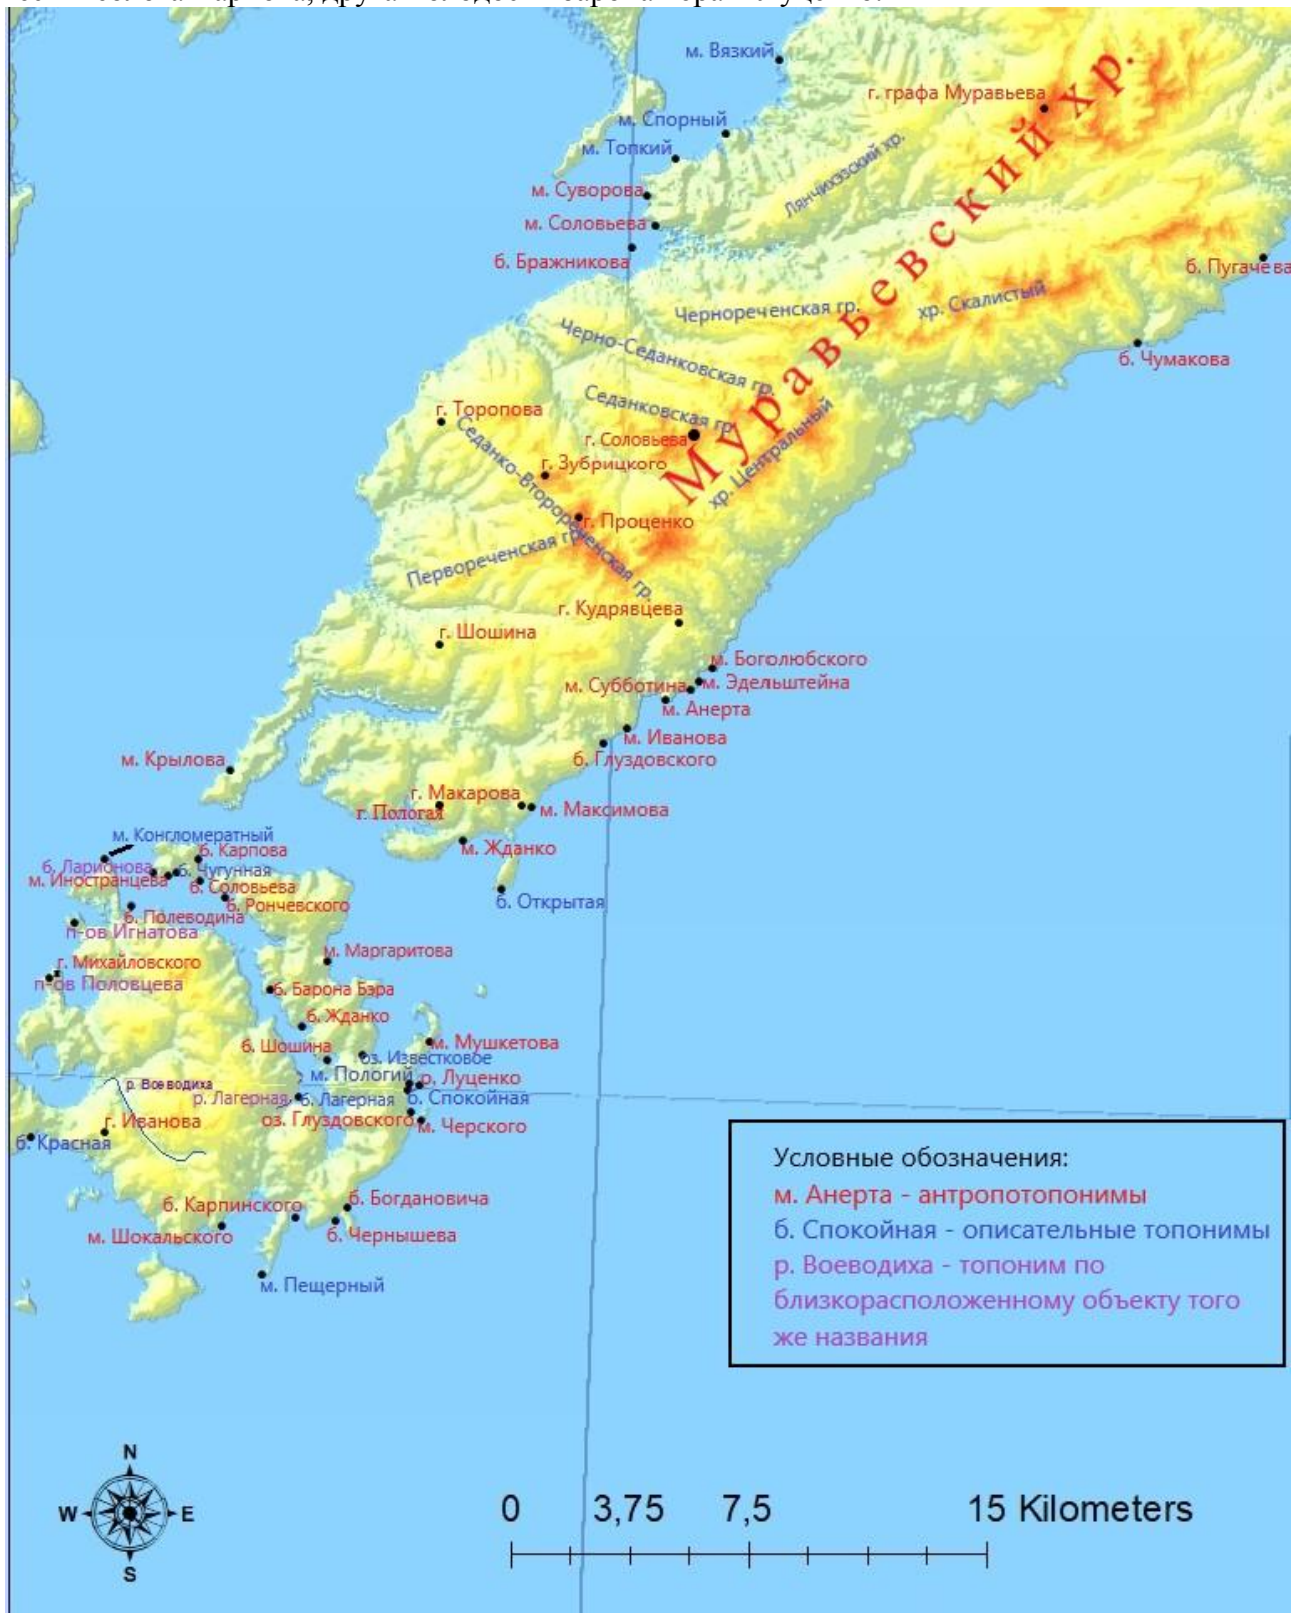 м. Вязкий
г. графа Муравьева
м. Спорный
м. Топкий
Лянчихэзский хр.
Муравьевский хр.
м. Суворова
м. Соловьева
б. Бражникова
б. Пугачева
хр. Скалистый
Чернореченская гр.
Черно-Седанковская гр.
б. Чумакова
Седанковская гр.
г. Торопова
г. Соловьева
хр. Центральный
Седанко-Второреченская гр.
г. Зубрицкого
г. Проценко
Первореченская гр.
г. Кудрявцева
г. Шошина
м. Боголюбского
м. Субботина
м. Эдельштейна
м. Анерта
м. Иванова
б. Глуздовского
м. Крылова
г. Макарова
г. Пологая
м. Максимова
м. Конгломератный
м. Жданко
б. Карпова
б. Ларионова
б. Чугунная
м. Иностранцева
б. Соловьева
б. Открытая
б. Рончевского
б. Полеводина
п-ов Игнатова
м. Маргаритова
г. Михайловского
п-ов Половцева
б. Барона Бэра
б. Жданко
м. Мушкетова
б. Шошина
оз. Известковое
м. Пологий
р. Луценко
р. Воеводиха
р. Лагерная
б. Лагерная
б. Спокойная
г. Иванова
оз. Глуздовского
м. Черского
б. Красная
б. Богдановича
б. Карпинского
м. Шокальского
б. Чернышева
м. Пещерный
Условные обозначения:
м. Анерта - антропотопонимы
б. Спокойная - описательные топонимы
р. Воеводиха - топоним по
близкорасположенному объекту того
же названия
N
W
E
S
0 3,75 7,5 15 Kilometers